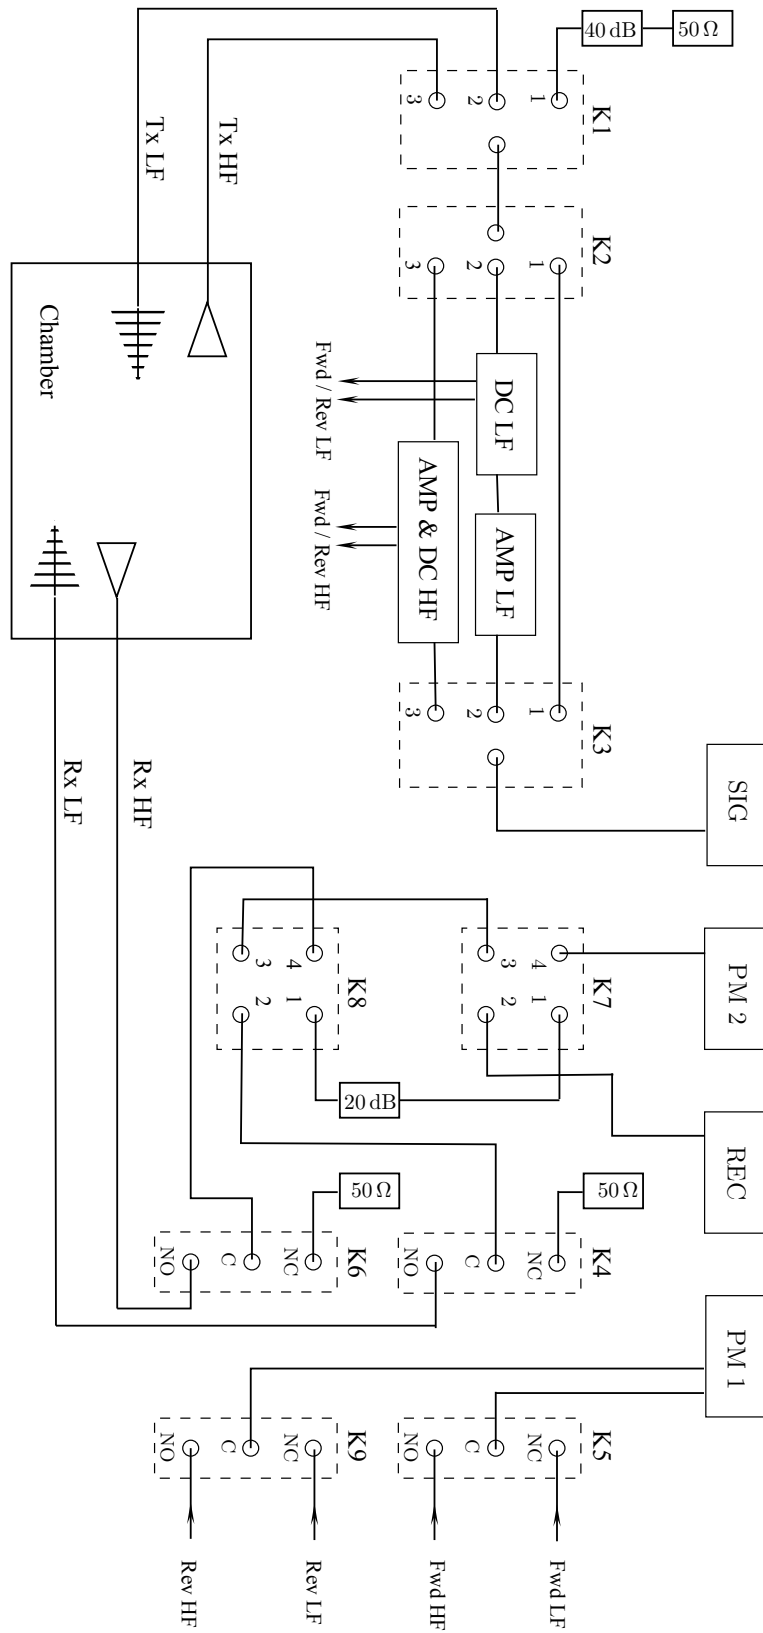 SIG
PM 2
REC
PM 1
40 dB
50 Ω
K1
1
2
3
K2
1
2
3
DC LF
AMP LF
AMP & DC HF
Fwd / Rev LF
Fwd / Rev HF
K3
1
2
3
Tx HF
Tx LF
Chamber
Rx HF
Rx LF
K7
4
1
3
2
K8
4
1
3
2
20 dB
50 Ω
50 Ω
K4
NC
C
NO
K6
NC
C
NO
K5
NC
C
NO
K9
NC
C
NO
Fwd LF
Fwd HF
Rev LF
Rev HF